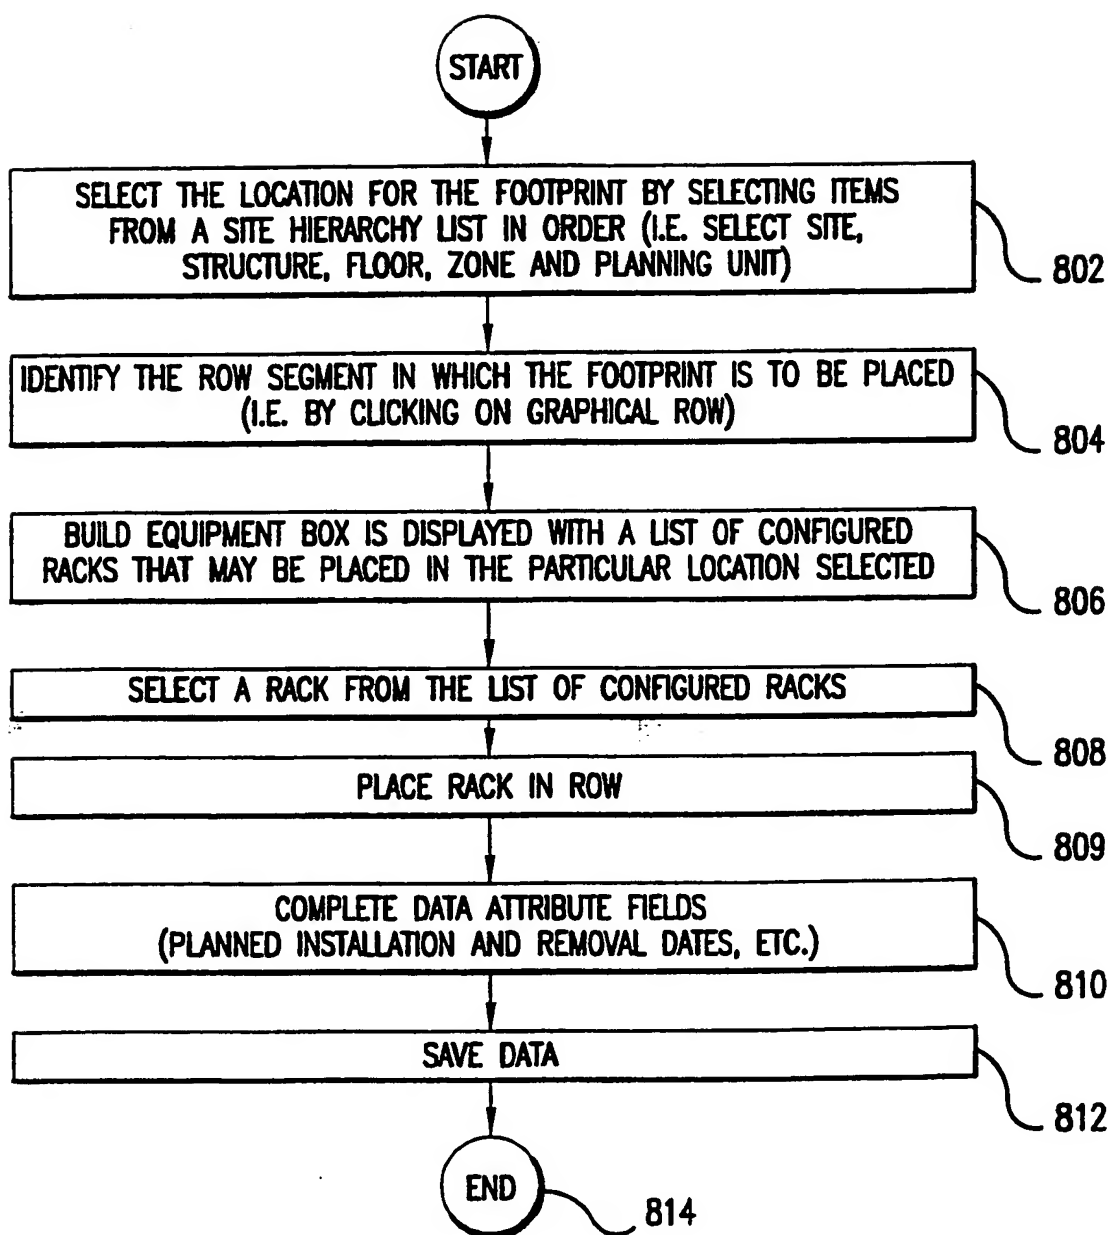 START
SELECT THE LOCATION FOR THE FOOTPRINT BY SELECTING ITEMS
FROM A SITE HIERARCHY LIST IN ORDER (I.E. SELECT SITE,
STRUCTURE, FLOOR, ZONE AND PLANNING UNIT)
802
IDENTIFY THE ROW SEGMENT IN WHICH THE FOOTPRINT IS TO BE PLACED
(I.E. BY CLICKING ON GRAPHICAL ROW)
804
BUILD EQUIPMENT BOX IS DISPLAYED WITH A LIST OF CONFIGURED
RACKS THAT MAY BE PLACED IN THE PARTICULAR LOCATION SELECTED
806
SELECT A RACK FROM THE LIST OF CONFIGURED RACKS
808
PLACE RACK IN ROW
809
COMPLETE DATA ATTRIBUTE FIELDS
(PLANNED INSTALLATION AND REMOVAL DATES, ETC.)
810
SAVE DATA
812
END
814